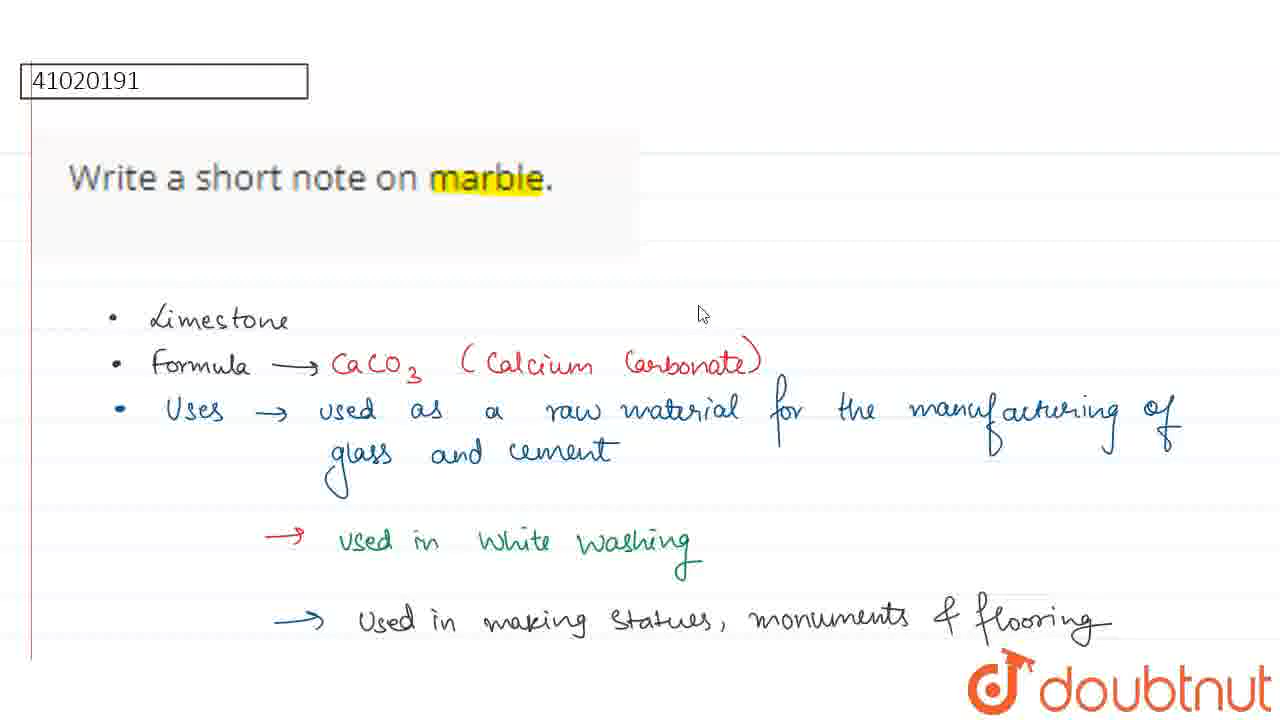 41020191
Write a short note on marble.
• Limestone
• Formula → CaCO3 (Calcium Carbonate)
• Uses → used as a raw material for the manufacturing of
glass and cement
→ used in white washing
→ Used in making statues, monuments & flooring
doubtnut